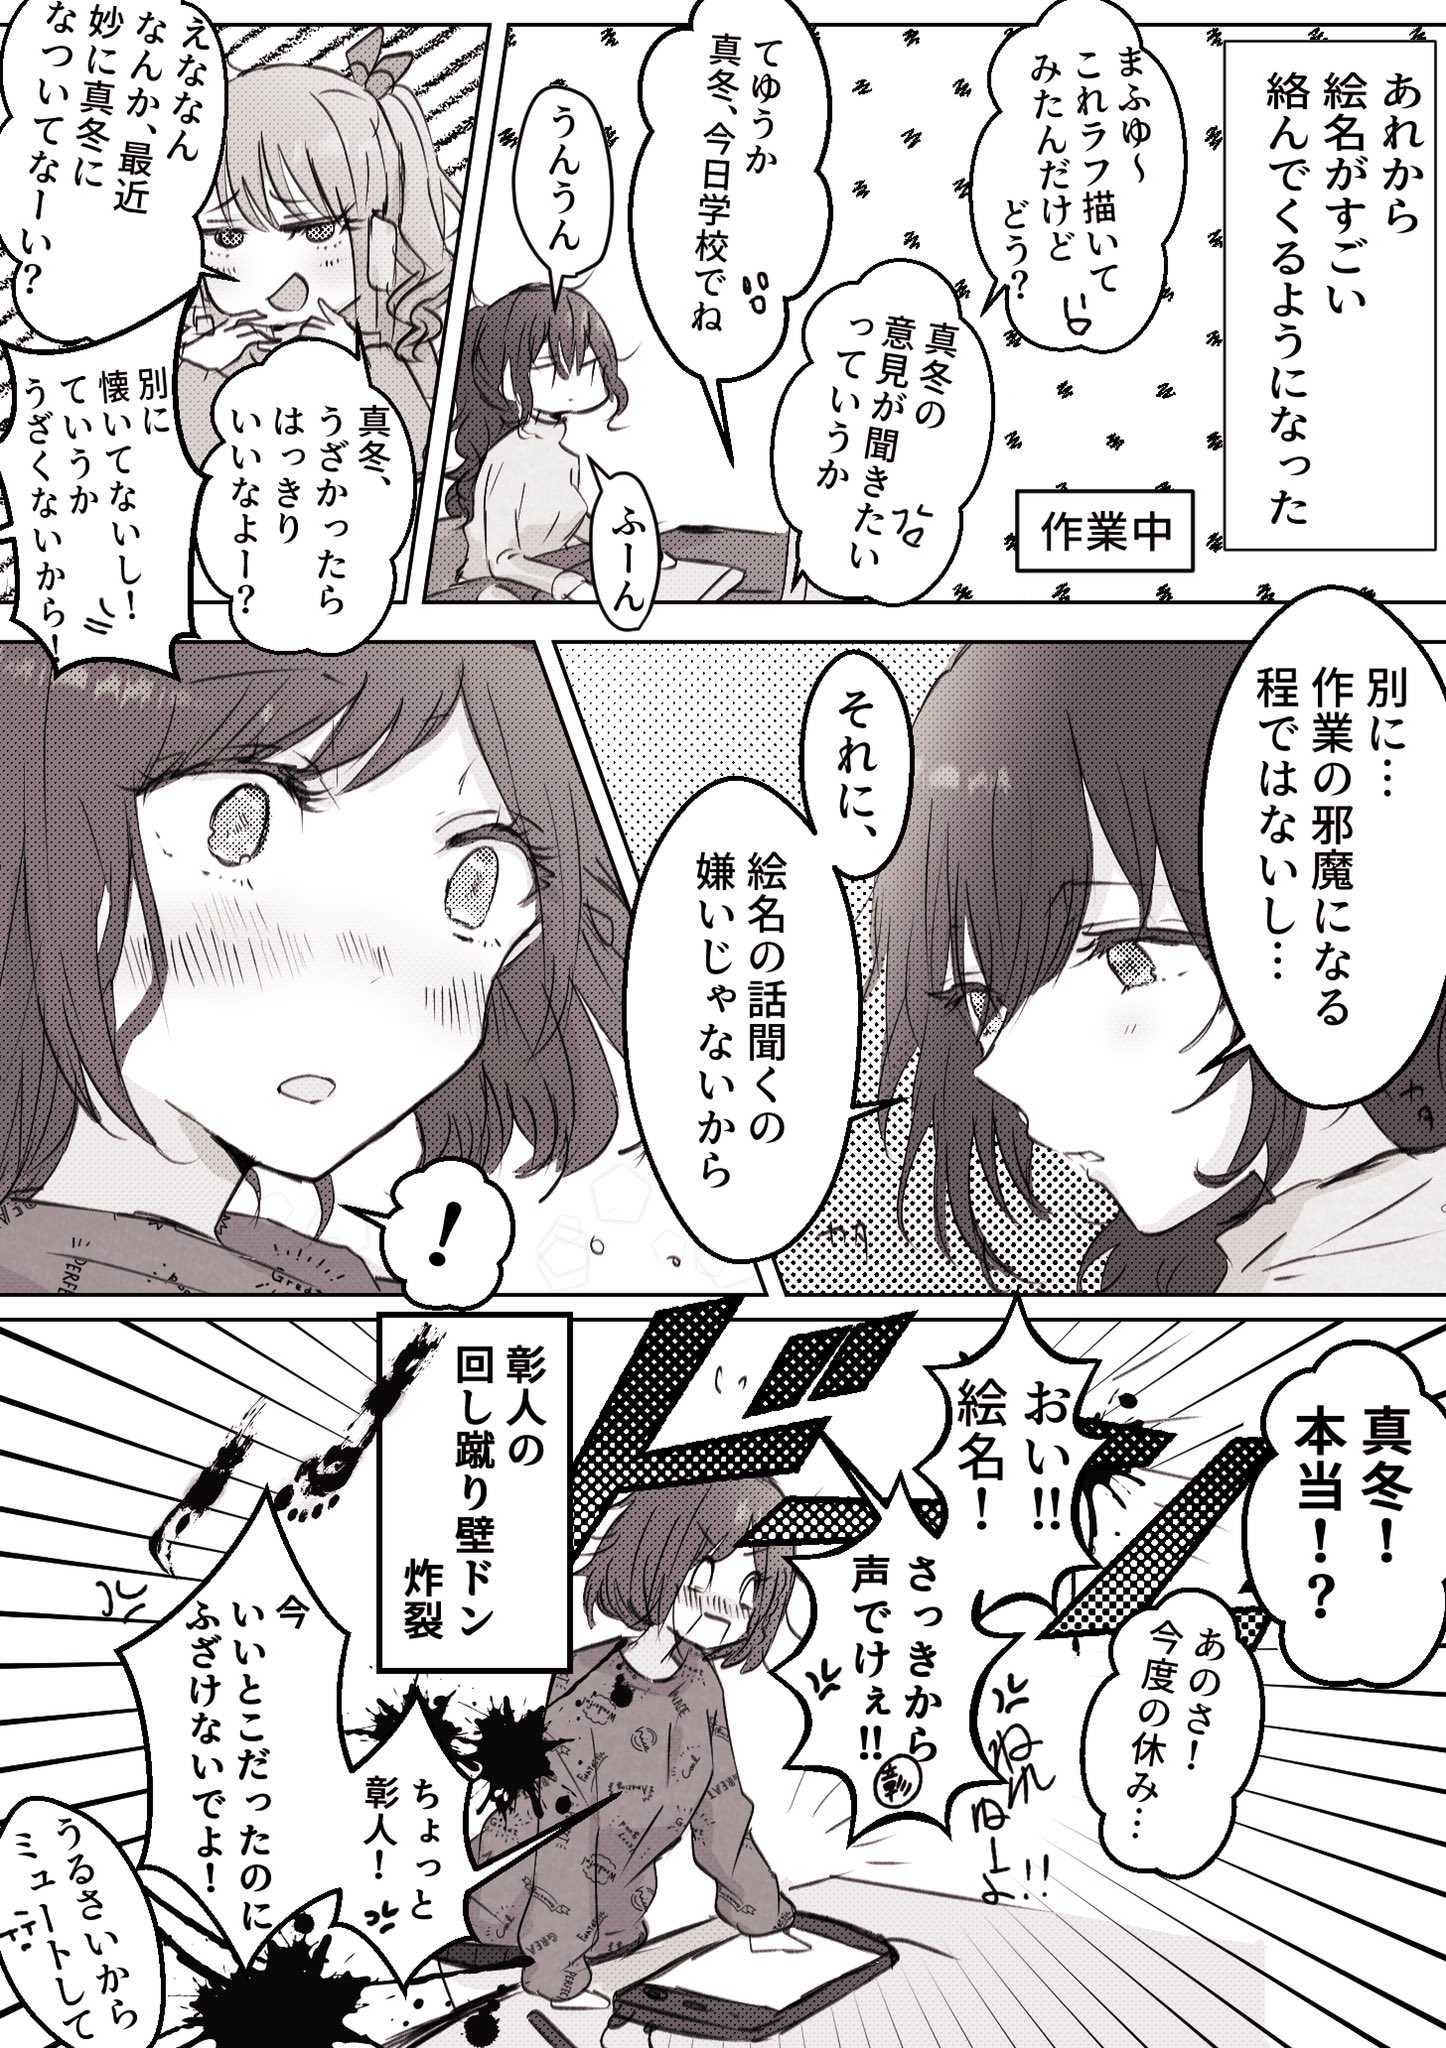 あれから
絵名がすごい
絡んでくるようになった
まふゆ～
これラフ描いて
みたんだけど
どう？
作業中
真冬の
意見が聞きたい
っていうか
てゆうか
真冬、今日学校でね
うんうん
ふーん
えななん
なんか、最近
妙に真冬に
なついてなーい？
真冬、
うざかったら
はっきり
いいなよー？
別に
懐いてないし！
ていうか
うざくないから！
別に…
作業の邪魔になる
程ではないし…
それに、
絵名の話聞くの
嫌いじゃないから
カタ
！
真冬！
本当！？
あのさ！
今度の休み…
おい!!
絵名！
さっきから
声でけぇ!!
彰
ねれ
ねーよ!!
ドン
彰人の
回し蹴り壁ドン
炸裂
ちょっと
彰人！
今
いいとこだったのに
ふざけないでよ！
うるさいから
ミュートして